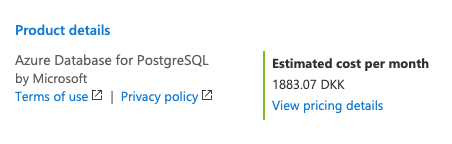 Product details
Azure Database for PostgreSQL
by Microsoft
Terms of use | Privacy policy
Estimated cost per month
1883.07 DKK
View pricing details